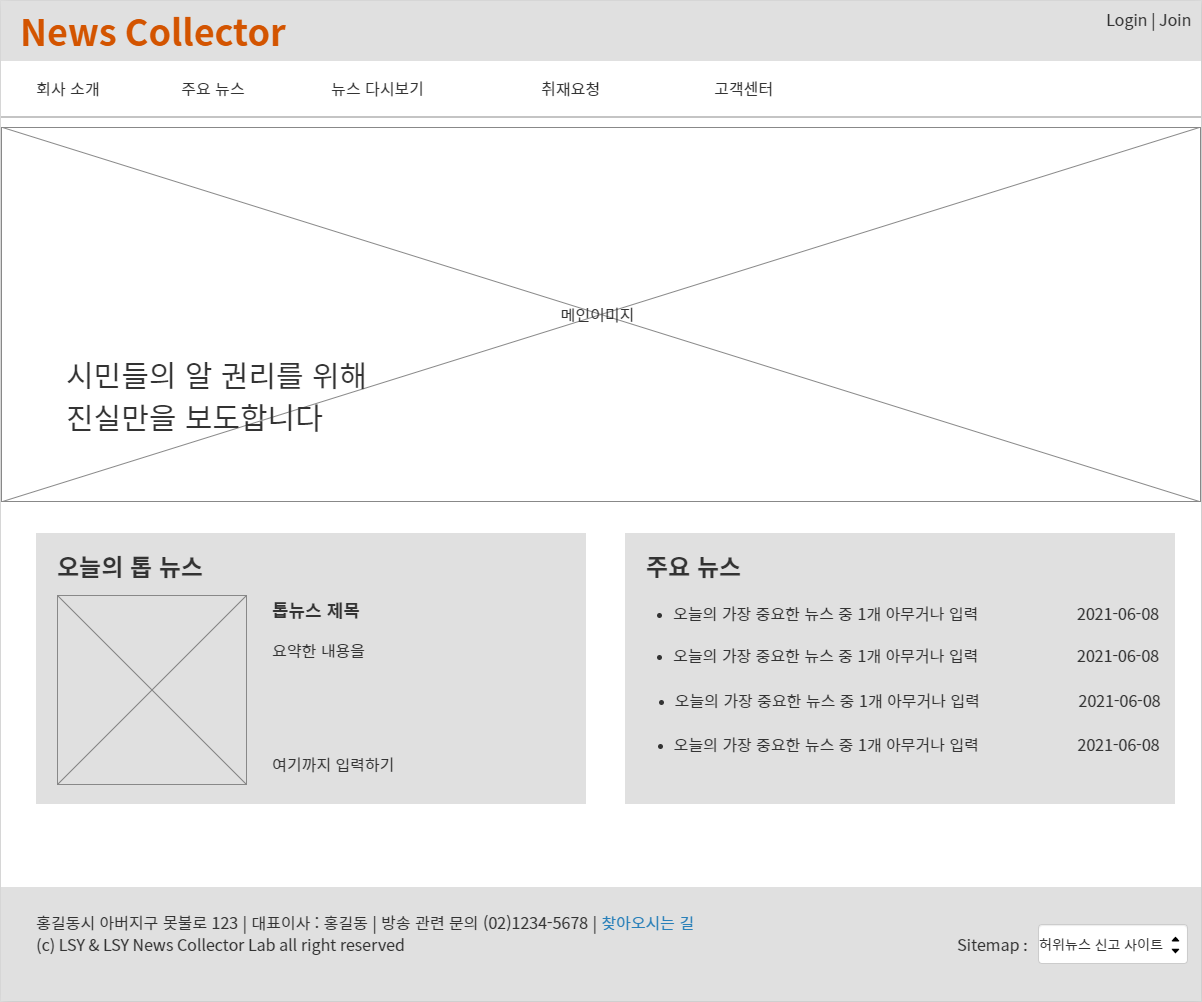 News Collector
Login | Join
회사 소개
주요 뉴스
뉴스 다시보기
취재요청
고객센터
메인이미지
시민들의 알 권리를 위해
진실만을 보도합니다
오늘의 톱 뉴스
톱뉴스 제목
요약한 내용을
여기까지 입력하기
주요 뉴스
• 오늘의 가장 중요한 뉴스 중 1개 아무거나 입력 2021-06-08
• 오늘의 가장 중요한 뉴스 중 1개 아무거나 입력 2021-06-08
• 오늘의 가장 중요한 뉴스 중 1개 아무거나 입력 2021-06-08
• 오늘의 가장 중요한 뉴스 중 1개 아무거나 입력 2021-06-08
홍길동시 아버지구 못불로 123 | 대표이사 : 홍길동 | 방송 관련 문의 (02)1234-5678 | 찾아오시는 길
(c) LSY & LSY News Collector Lab all right reserved
Sitemap : 허위뉴스 신고 사이트